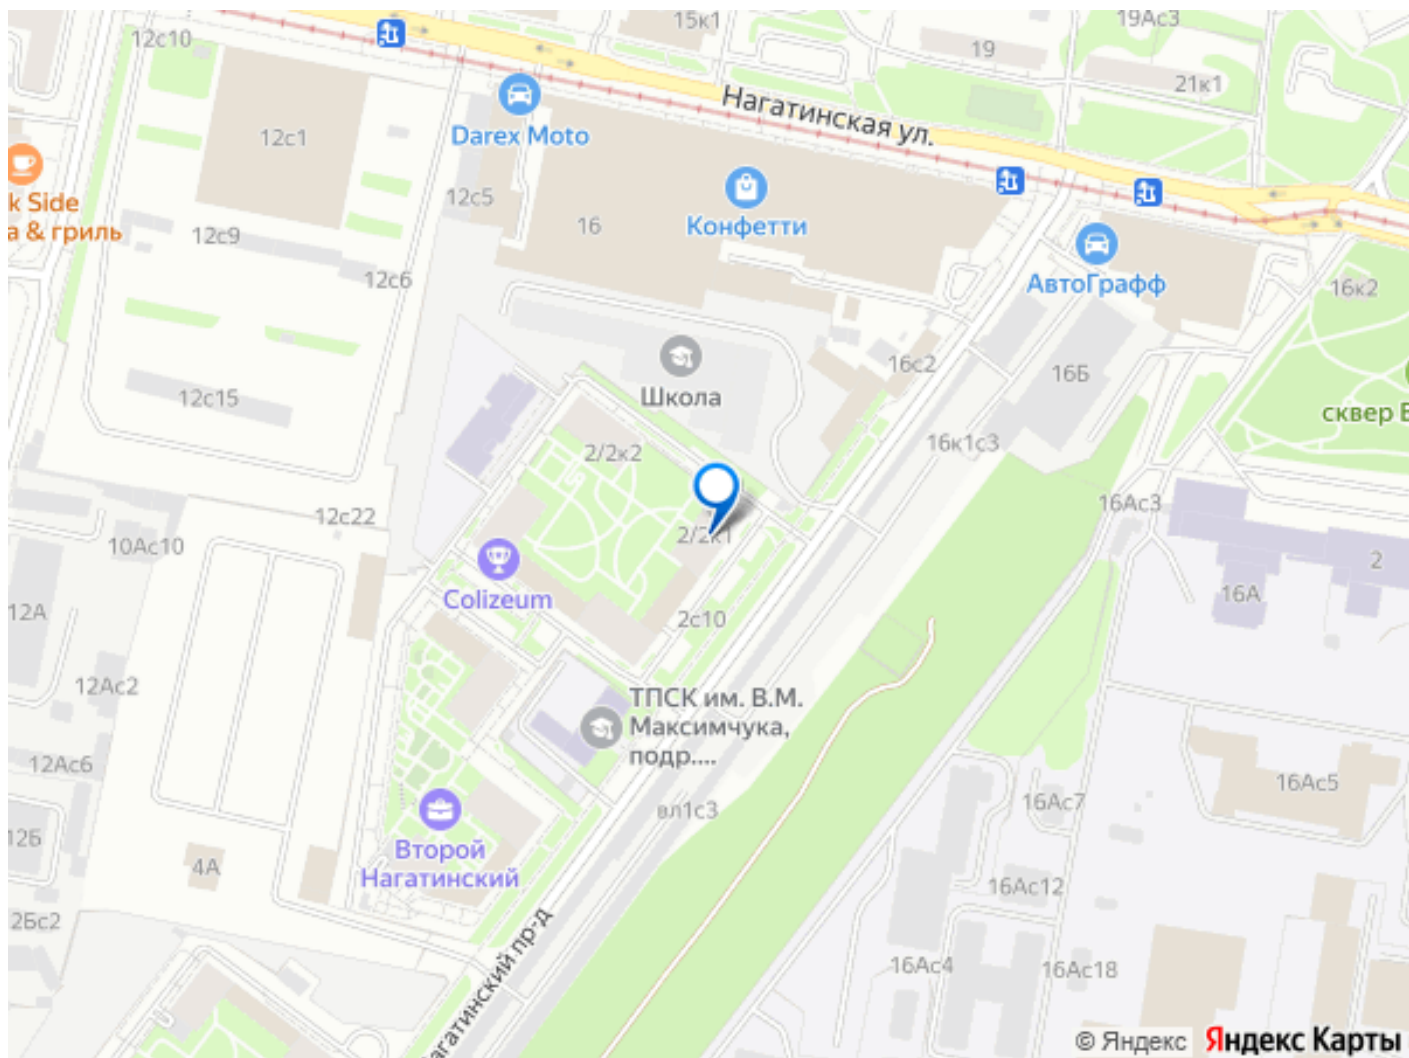 12с10
15к1
19Ас3
19
21к1
Нагатинская ул.
Darex Moto
12с1
12с5
k Side
а & гриль
12с9
12с6
16
Конфетти
АвтоГрафф
16к2
12с15
Школа
16с2
16Б
сквер В
2/2к2
16к1с3
12с22
10Ас10
2/2к1
16Ас3
2
16А
12А
Colizeum
2с10
12Ас2
ТПСК им. В.М.
Максимчука,
подр....
12Ас6
вл1с3
16Ас7
16Ас5
12Б
4А
Второй
Нагатинский
16Ас12
2Бс2
агатинский пр-д
16Ас4
16Ас18
© Яндекс Яндекс Карты